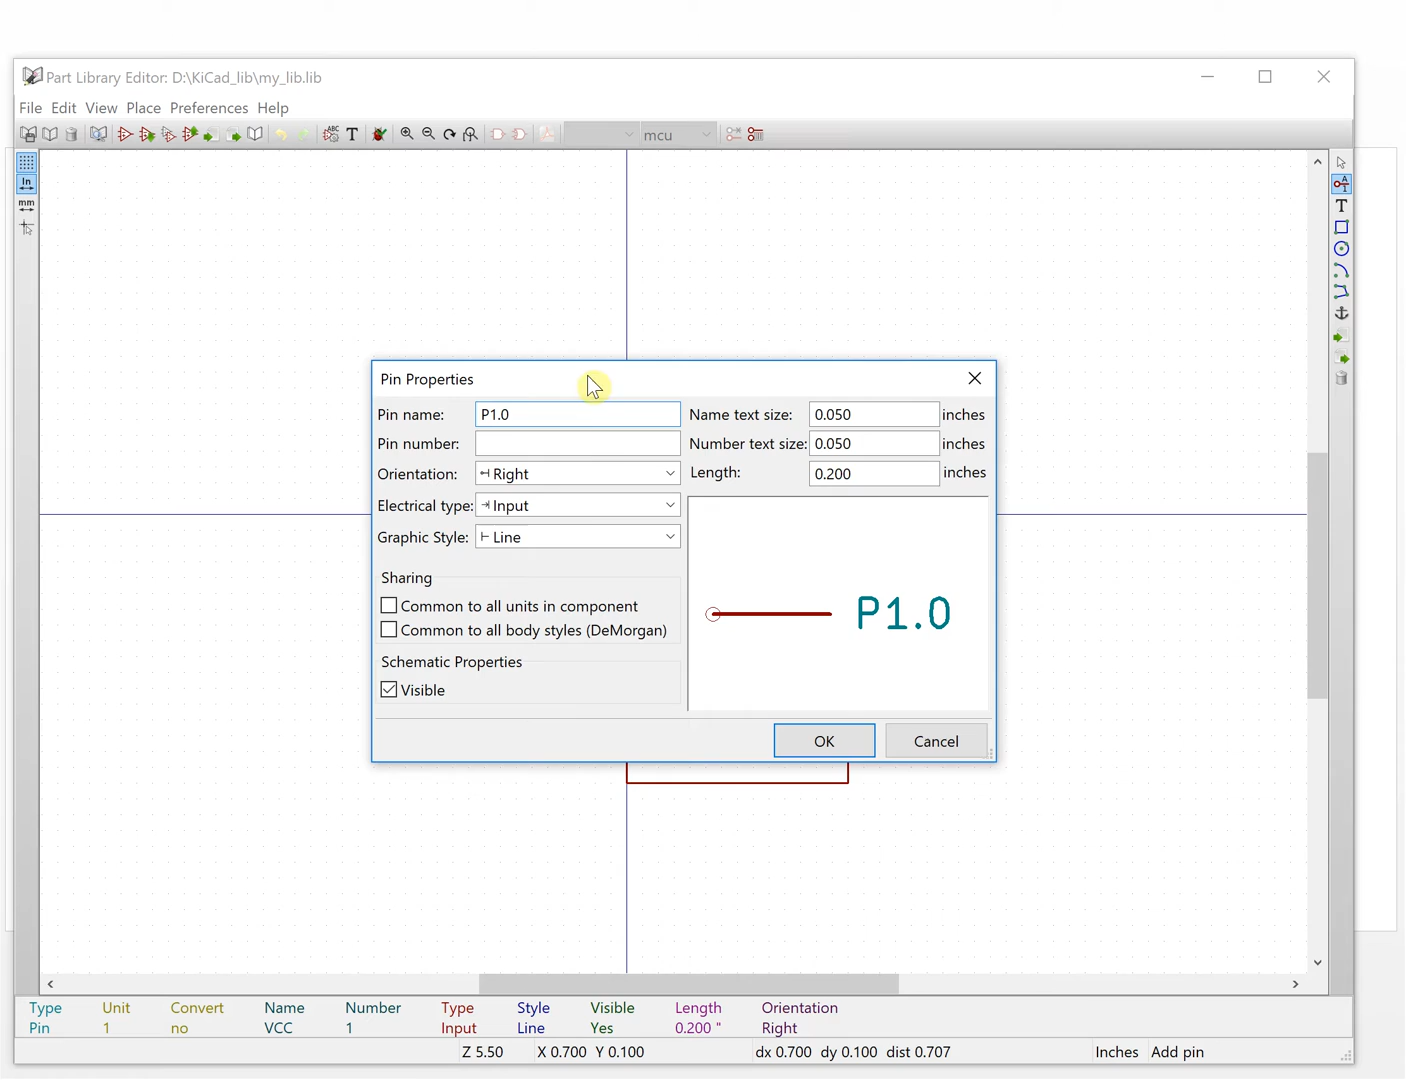 Part Library Editor: D:\KiCad_lib\my_lib.lib
File Edit View Place Preferences Help
ABC T mcu
In
mm
A
T
Pin Properties
Pin name: P1.0 Name text size: 0.050 inches
Pin number: Number text size: 0.050 inches
Orientation: Right Length: 0.200 inches
Electrical type: Input
Graphic Style: Line
Sharing
Common to all units in component
Common to all body styles (DeMorgan)
P1.0
Schematic Properties
Visible
OK Cancel
Type Unit Convert Name Number Type Style Visible Length Orientation
Pin 1 no VCC 1 Input Line Yes 0.200 " Right
Z 5.50 X 0.700 Y 0.100 dx 0.700 dy 0.100 dist 0.707 Inches Add pin